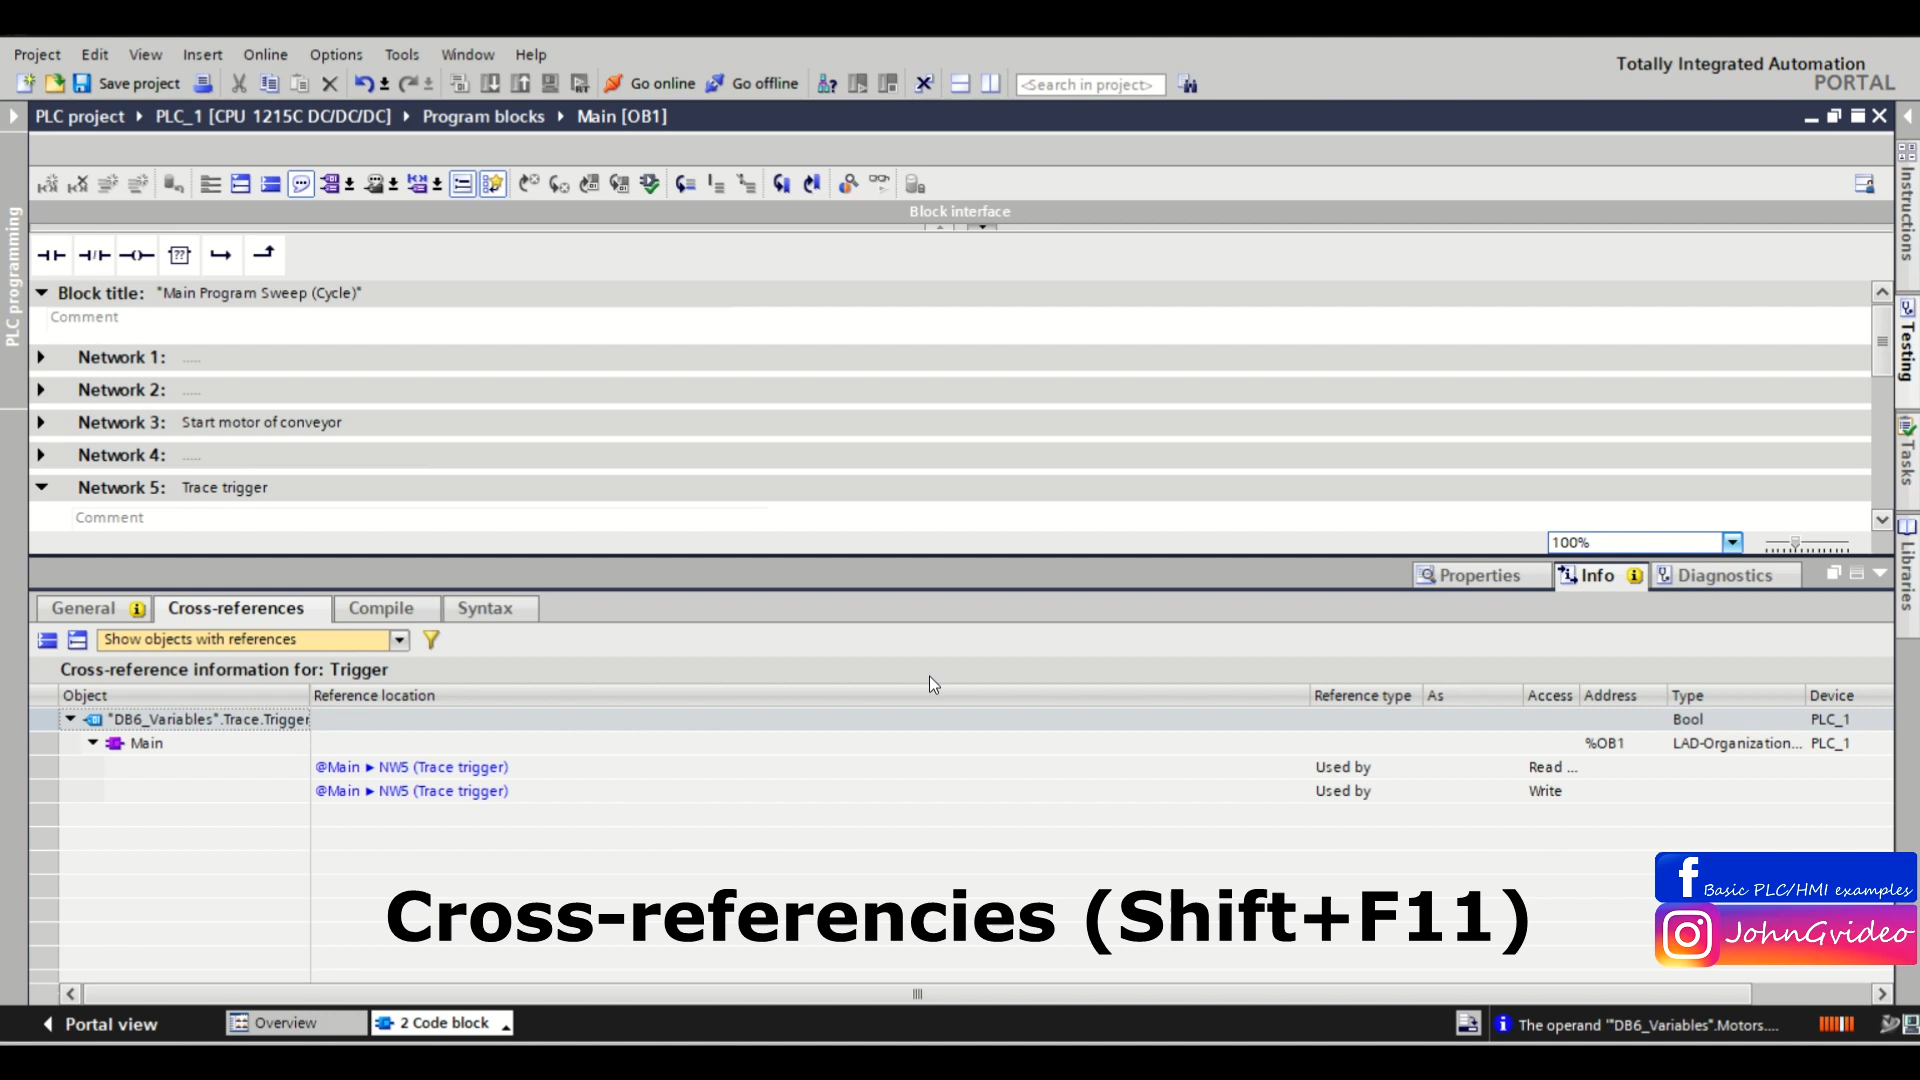 Project Edit View Insert Online Options Tools Window Help
Totally Integrated Automation
PORTAL
Save project Go online Go offline <Search in project>
PLC project PLC_1 [CPU 1215C DC/DC/DC] Program blocks Main [OB1]
Block interface
PLC programming
??
Block title: "Main Program Sweep (Cycle)"
Comment
Network 1: .....
Network 2: .....
Network 3: Start motor of conveyor
Network 4: .....
Network 5: Trace trigger
Comment
100%
Instructions
Testing
Tasks
Libraries
Properties Info Diagnostics
General Cross-references Compile Syntax
Show objects with references
Cross-reference information for: Trigger
Object Reference location Reference type As Access Address Type Device
"DB6_Variables".Trace.Trigger Bool PLC_1
Main %OB1 LAD-Organization... PLC_1
@Main ▶ NW5 (Trace trigger) Used by Read ...
@Main ▶ NW5 (Trace trigger) Used by Write
Cross-referencies (Shift+F11)
f Basic PLC/HMI examples
JohnGvideo
Portal view Overview 2 Code block The operand '"DB6_Variables".Motors....